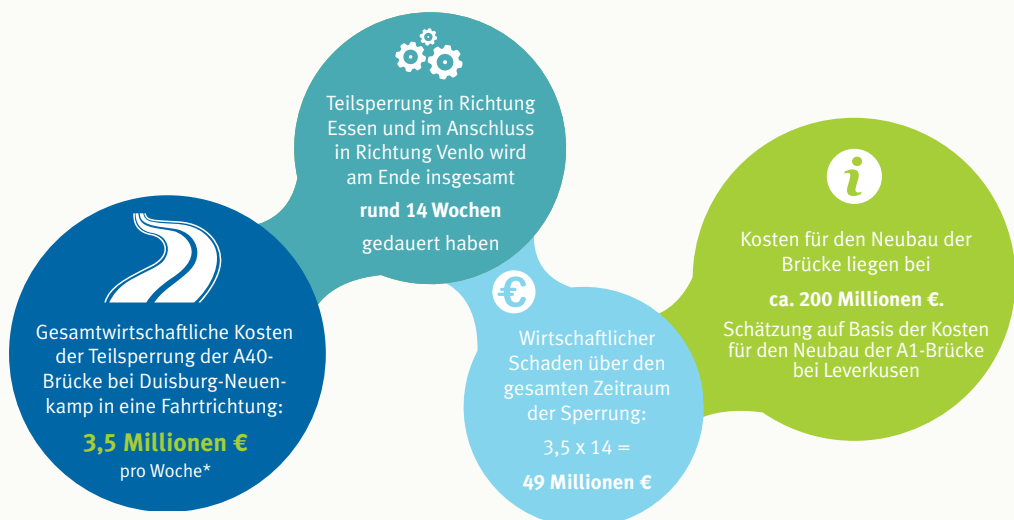 Gesamtwirtschaftliche Kosten
der Teilsperrung der A40-
Brücke bei Duisburg-Neuen-
kamp in eine Fahrtrichtung:
3,5 Millionen €
pro Woche*
Teilsperrung in Richtung
Essen und im Anschluss
in Richtung Venlo wird
am Ende insgesamt
rund 14 Wochen
gedauert haben
€
Wirtschaftlicher
Schaden über den
gesamten Zeitraum
der Sperrung:
3,5 x 14 =
49 Millionen €
i
Kosten für den Neubau der
Brücke liegen bei
ca. 200 Millionen €.
Schätzung auf Basis der Kosten
für den Neubau der A1-Brücke
bei Leverkusen